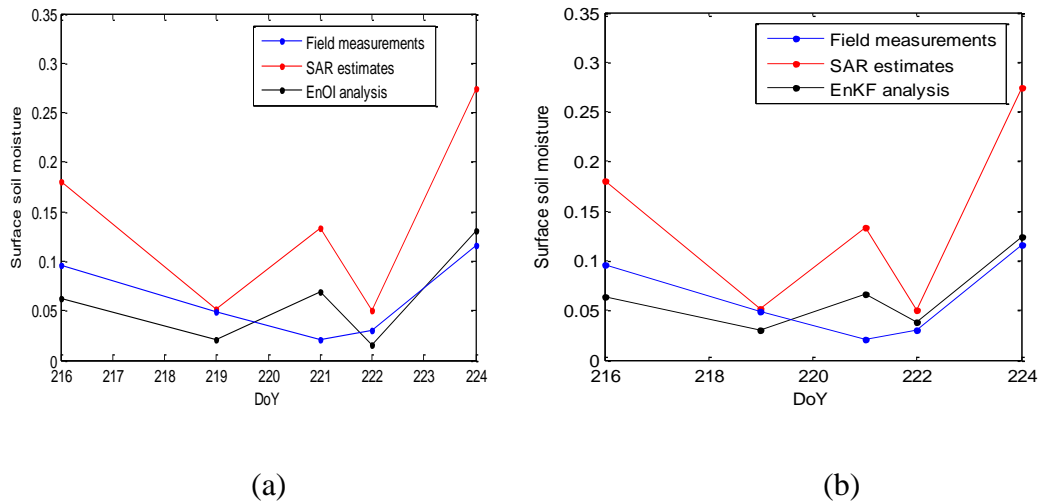 0.35
0.3
0.25
0.2
0.15
0.1
0.05
0
Surface soil moisture
Field measurements
SAR estimates
EnOI analysis
216 217 218 219 220 221 222 223 224
DoY
(a)
0.35
0.3
0.25
0.2
0.15
0.1
0.05
0
Surface soil moisture
Field measurements
SAR estimates
EnKF analysis
216 218 220 222 224
DoY
(b)